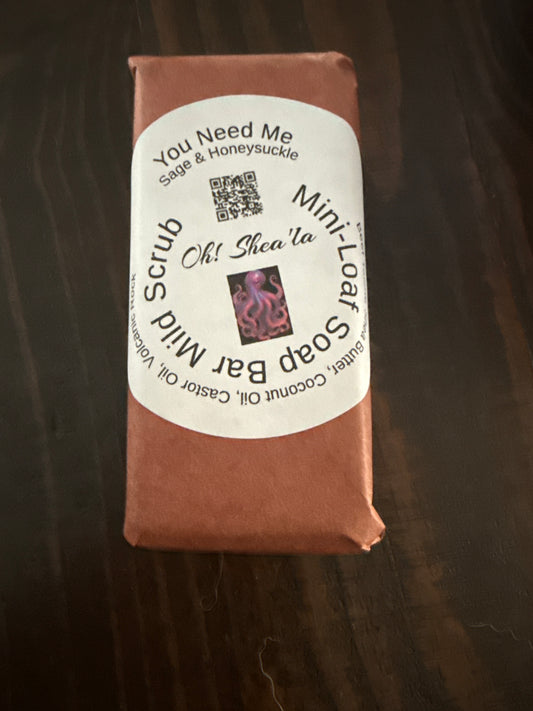 You Need Me
Sage & Honeysuckle
Oh! Shea'la
Mini-Loaf Soap Bar Mild Scrub
Butter, Coconut Oil, Castor Oil, Volcanic Rock